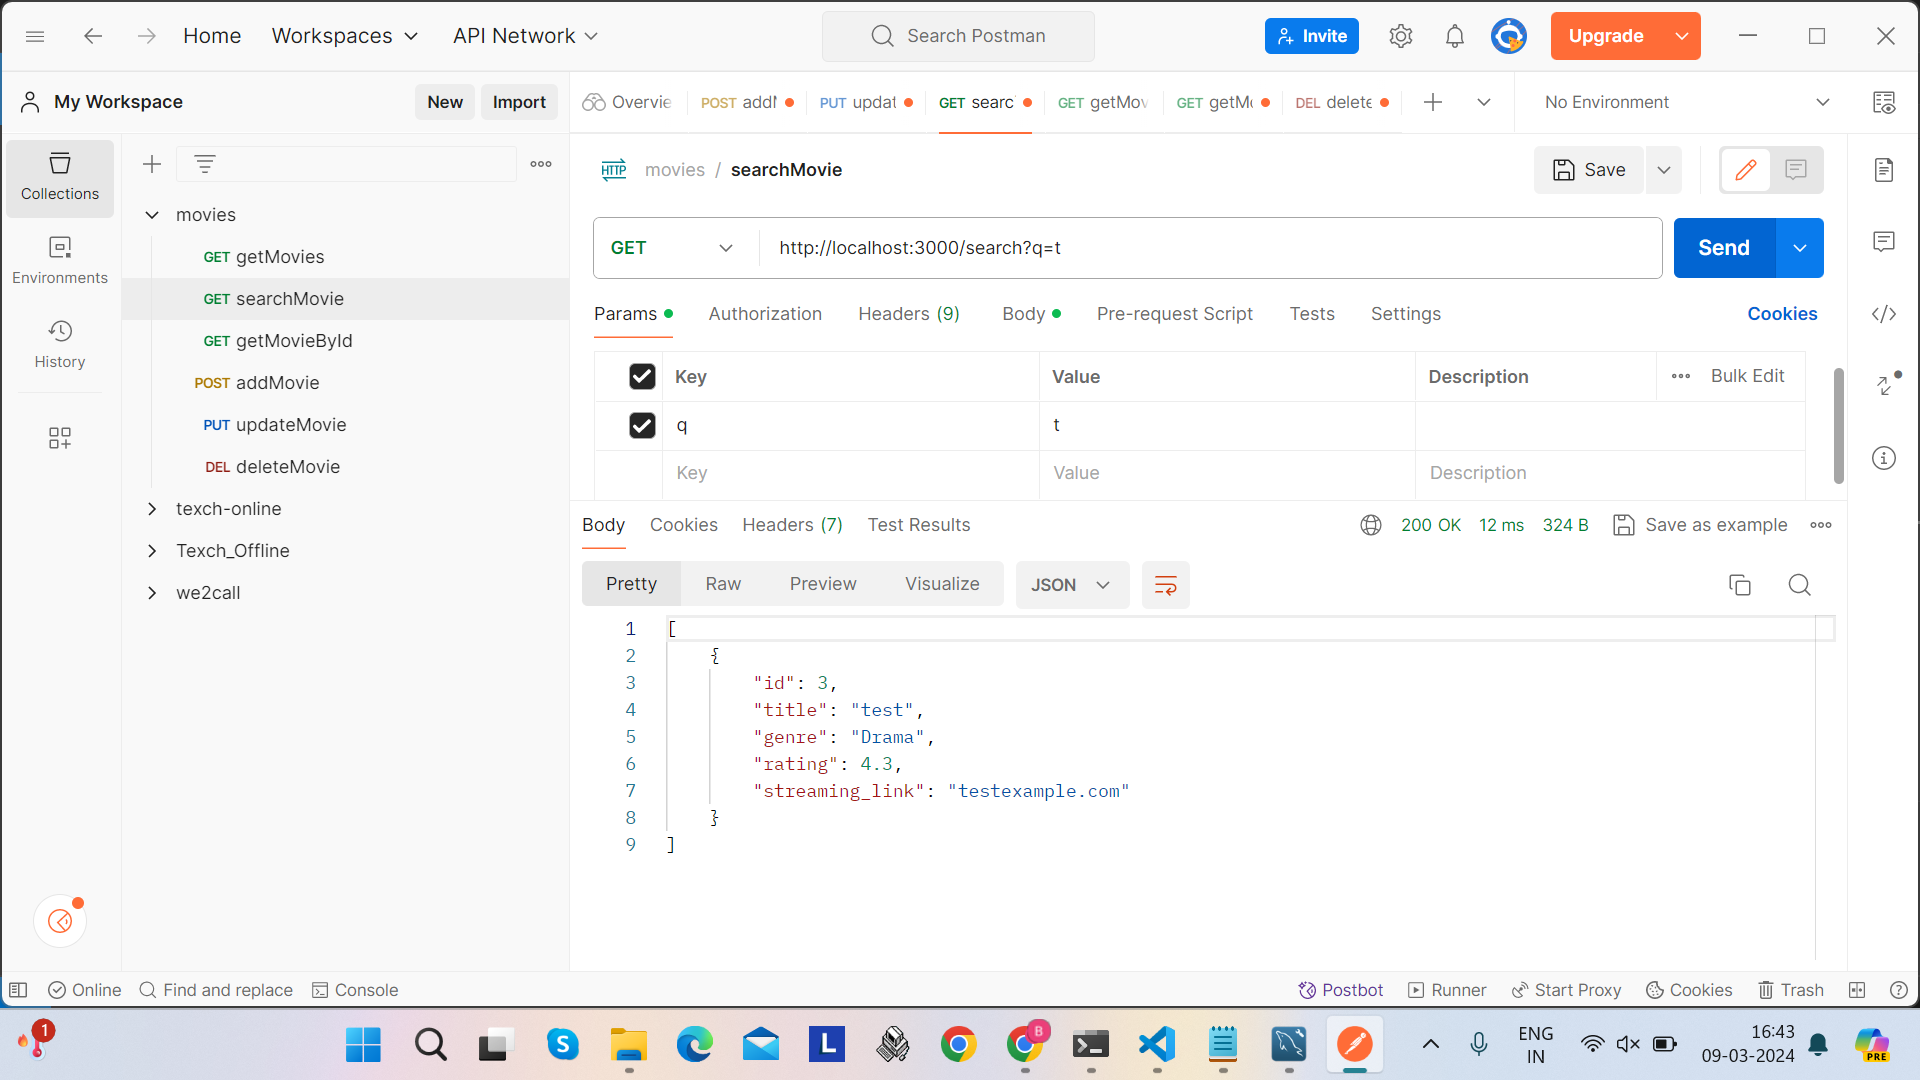 Home Workspaces API Network Search Postman Invite Upgrade
My Workspace New Import Overvie POST addM PUT updat GET searc GET getMov GET getMo DEL delete No Environment
Collections
Environments
History
movies
GET getMovies
GET searchMovie
GET getMovieById
POST addMovie
PUT updateMovie
DEL deleteMovie
texch-online
Texch_Offline
we2call
HTTP movies / searchMovie Save
GET http://localhost:3000/search?q=t Send
Params Authorization Headers (9) Body Pre-request Script Tests Settings Cookies
Key Value Description Bulk Edit
q t
Key Value Description
Body Cookies Headers (7) Test Results 200 OK 12 ms 324 B Save as example
Pretty Raw Preview Visualize JSON
1 [
2 {
3 "id": 3,
4 "title": "test",
5 "genre": "Drama",
6 "rating": 4.3,
7 "streaming_link": "testexample.com"
8 }
9 ]
Online Find and replace Console Postbot Runner Start Proxy Cookies Trash
1 S L B ENG 16:43
IN 09-03-2024 PRE